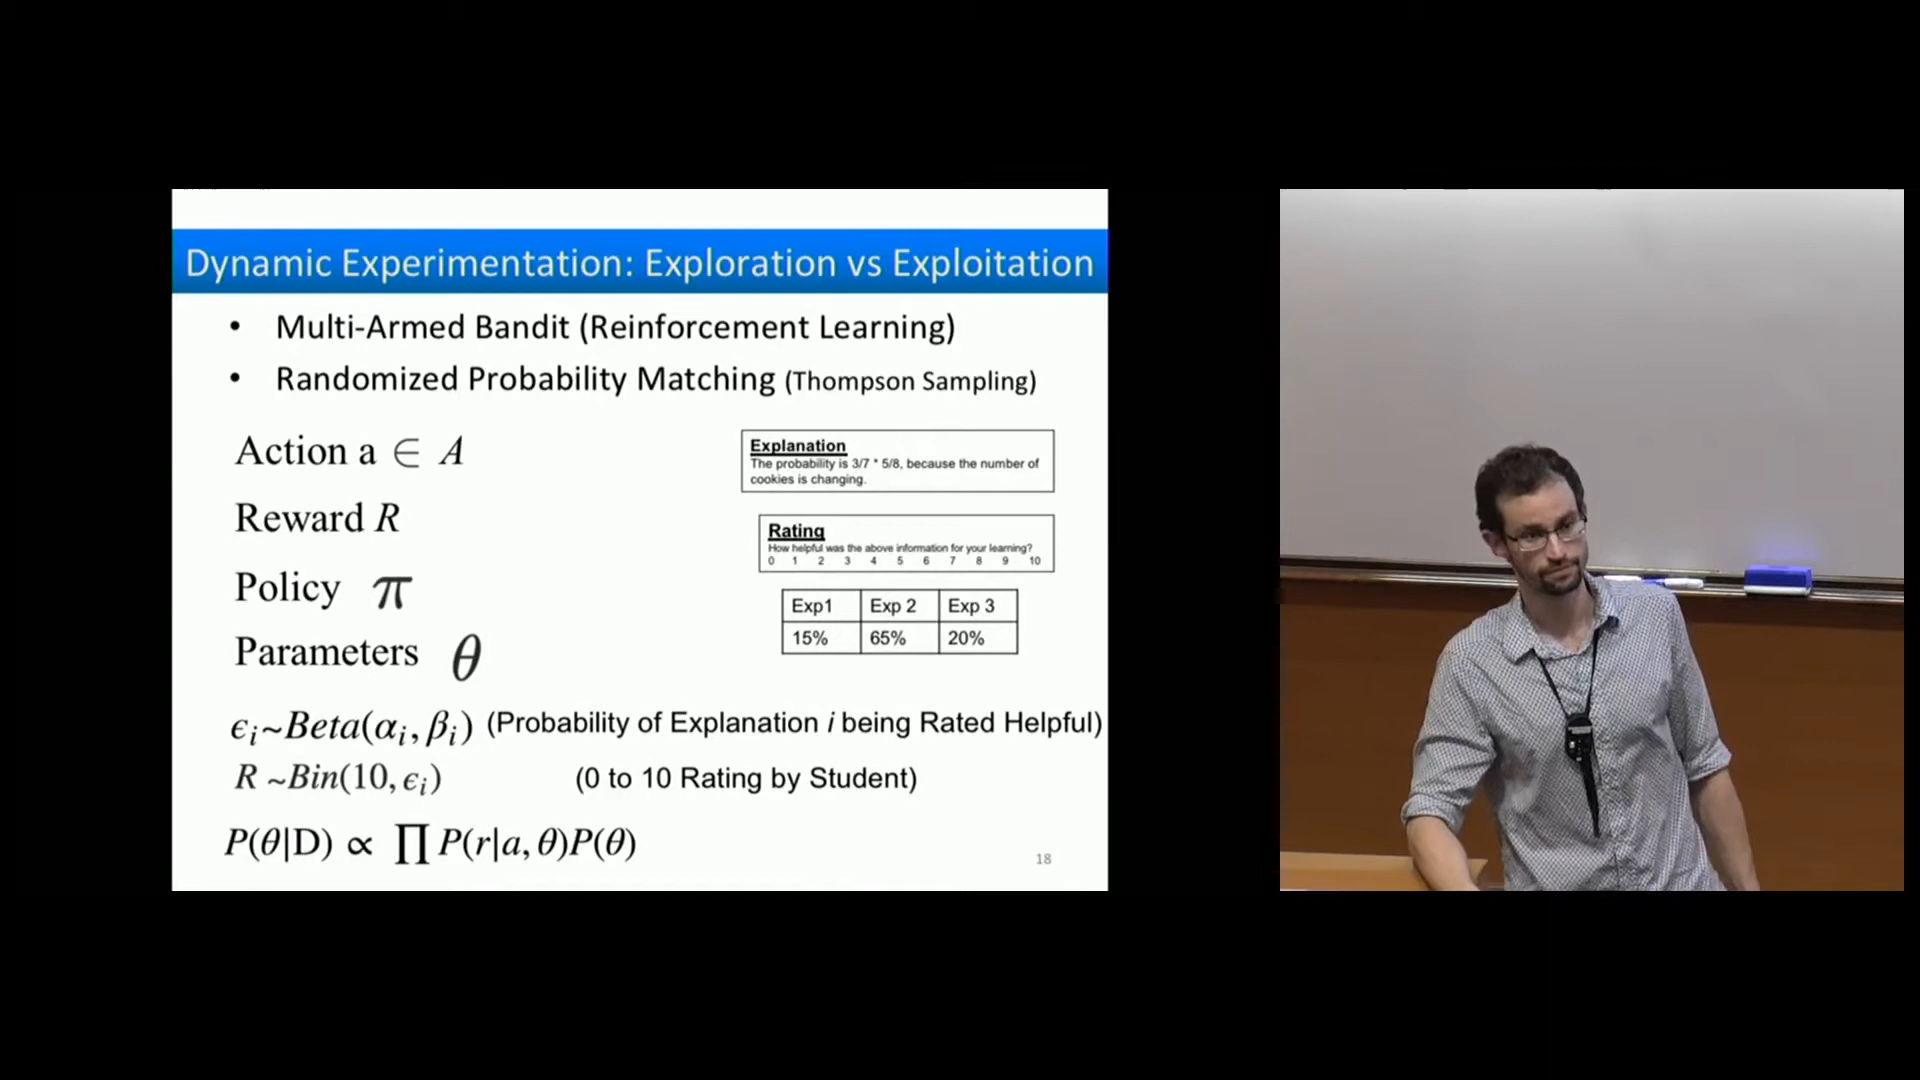 Dynamic Experimentation: Exploration vs Exploitation
• Multi-Armed Bandit (Reinforcement Learning)
• Randomized Probability Matching (Thompson Sampling)
Action a ∈ A
Explanation
The probability is 3/7 * 5/8, because the number of
cookies is changing.
Reward R
Rating
How helpful was the above information for your learning?
0 1 2 3 4 5 6 7 8 9 10
Policy π
Exp1 Exp 2 Exp 3
15% 65% 20%
Parameters θ
ϵᵢ~Beta(αᵢ, βᵢ) (Probability of Explanation i being Rated Helpful)
R ~Bin(10, ϵᵢ) (0 to 10 Rating by Student)
P(θ|D) ∝ ∏ P(r|a, θ)P(θ)
18